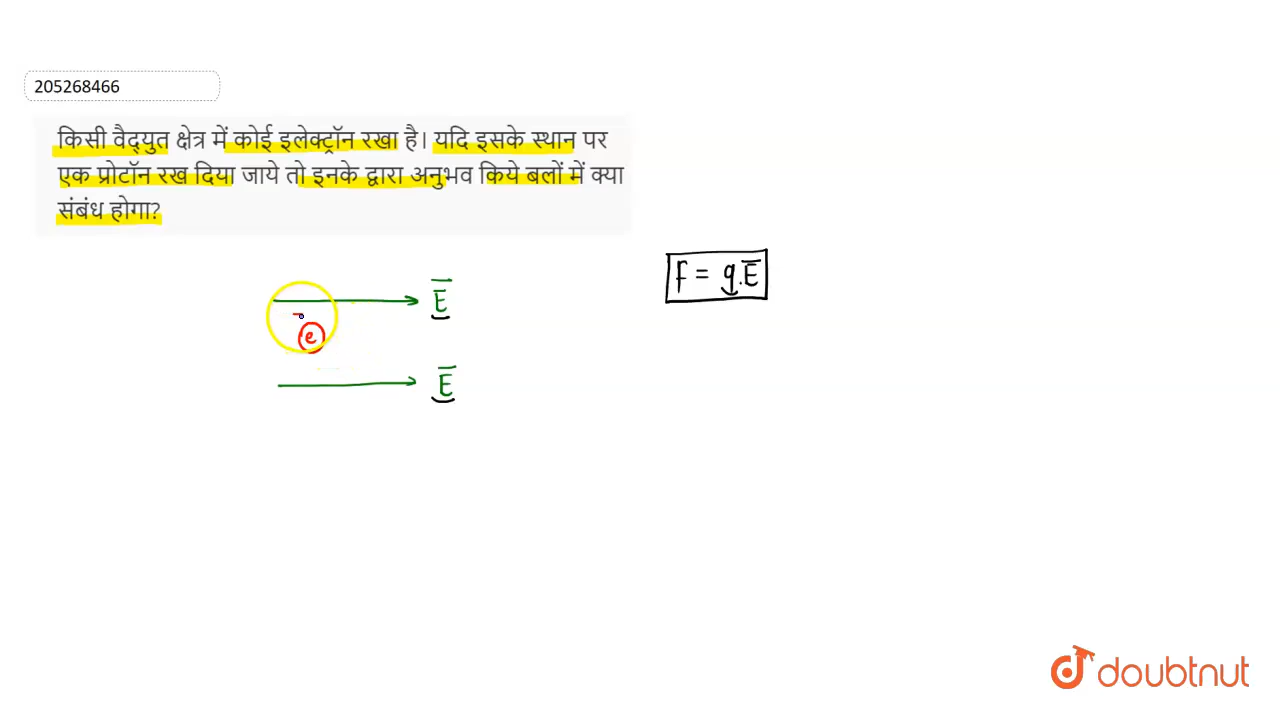 205268466
किसी वैद्युत क्षेत्र में कोई इलेक्ट्रॉन रखा है। यदि इसके स्थान पर
एक प्रोटॉन रख दिया जाये तो इनके द्वारा अनुभव किये बलों में क्या
संबंध होगा?
F = q.E
E
e
E
doubtnut